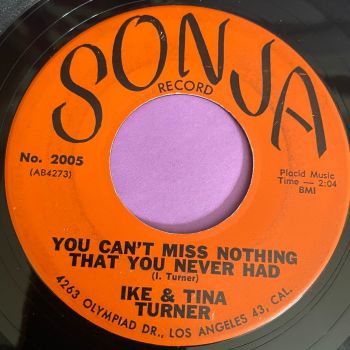 SONJA
RECORD
No. 2005
(AB4273)
Placid Music
Time — 2:04
BMI
YOU CAN'T MISS NOTHING
THAT YOU NEVER HAD
(I. Turner)
IKE & TINA
TURNER
4263 OLYMPIAD DR., LOS ANGELES 43, CAL.